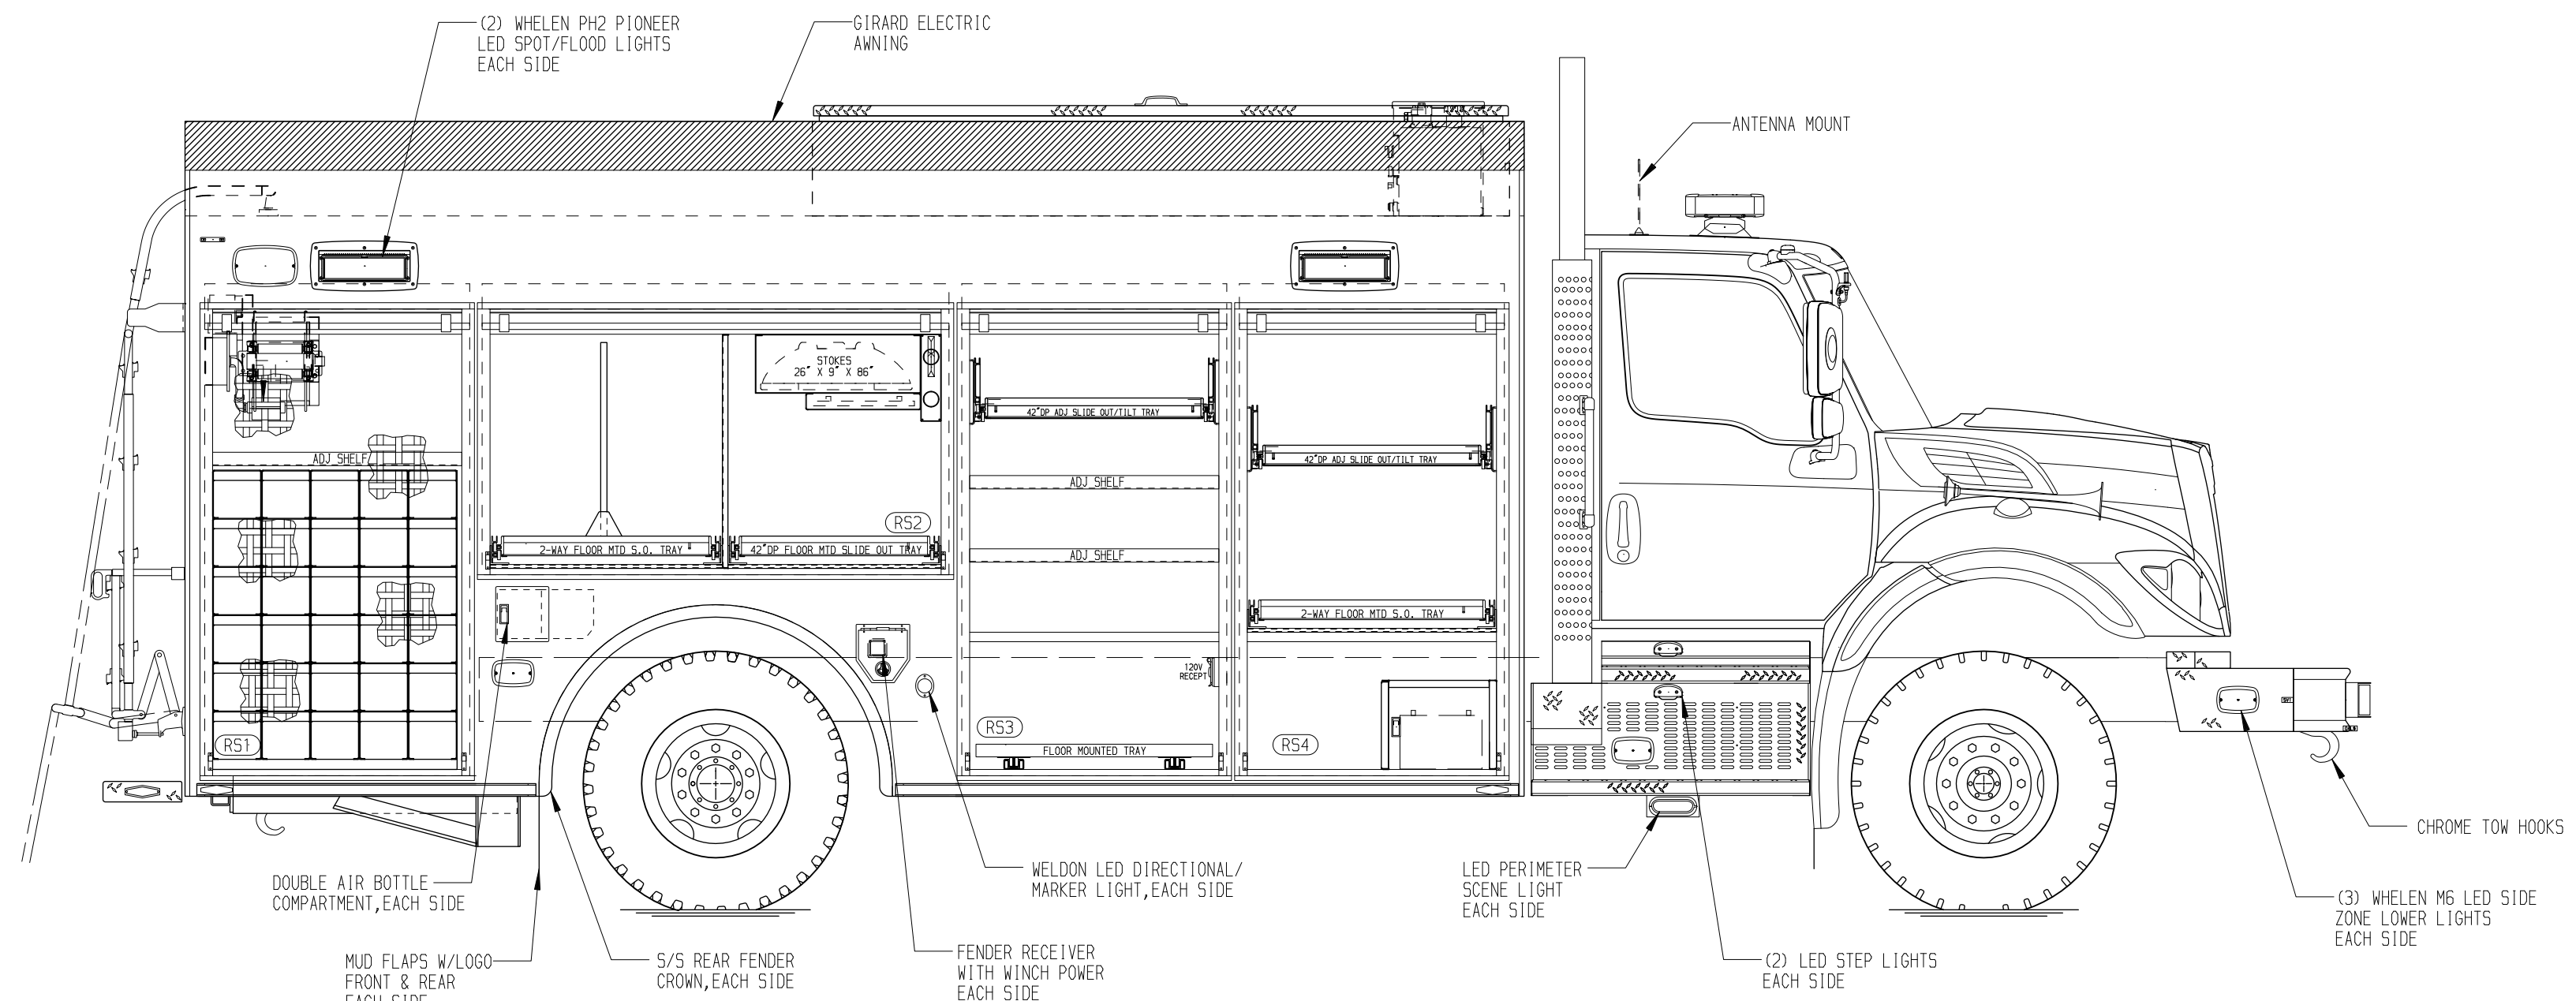 (2) WHELEN PH2 PIONEER
LED SPOT/FLOOD LIGHTS
EACH SIDE
GIRARD ELECTRIC
AWNING
ANTENNA MOUNT
STOKES
26" X 9" X 86"
42"DP ADJ SLIDE OUT/TILT TRAY
42"DP ADJ SLIDE OUT/TILT TRAY
ADJ SHELF
ADJ SHELF
RS2
2-WAY FLOOR MTD S.O. TRAY
42"DP FLOOR MTD SLIDE OUT TRAY
ADJ SHELF
2-WAY FLOOR MTD S.O. TRAY
120V
RECEPT
RS1
RS3
RS4
FLOOR MOUNTED TRAY
CHROME TOW HOOKS
DOUBLE AIR BOTTLE
COMPARTMENT,EACH SIDE
WELDON LED DIRECTIONAL/
MARKER LIGHT,EACH SIDE
LED PERIMETER
SCENE LIGHT
EACH SIDE
(3) WHELEN M6 LED SIDE
ZONE LOWER LIGHTS
EACH SIDE
MUD FLAPS W/LOGO
FRONT & REAR
EACH SIDE
S/S REAR FENDER
CROWN,EACH SIDE
FENDER RECEIVER
WITH WINCH POWER
EACH SIDE
(2) LED STEP LIGHTS
EACH SIDE